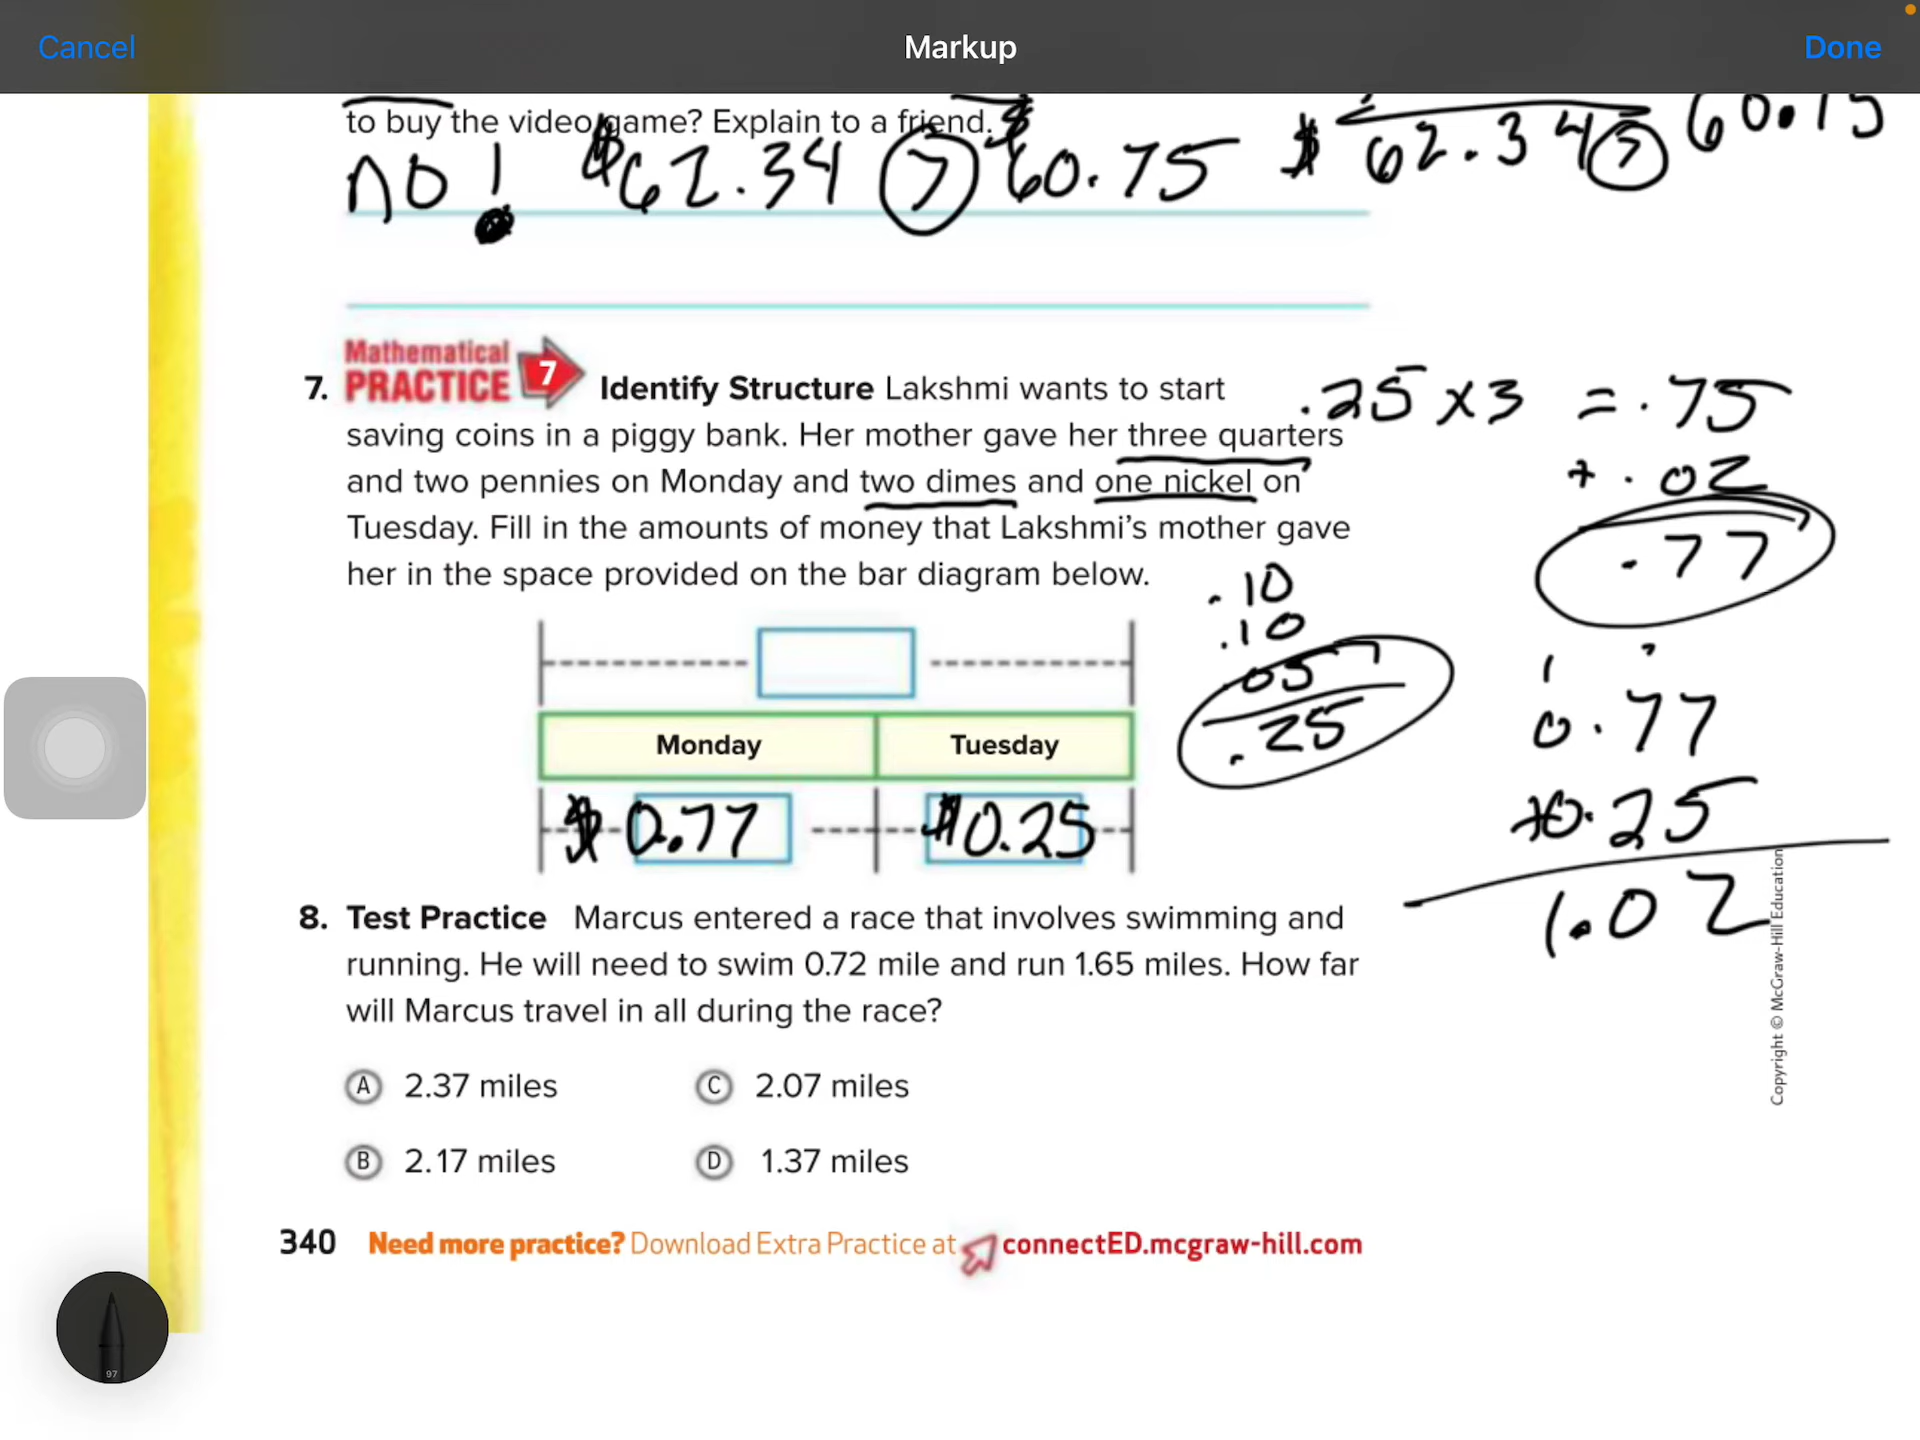 Cancel
Markup
Done
to buy the video game? Explain to a friend.
no! $62.34 > $60.75
$ 62.34 >
7. Mathematical PRACTICE 7 Identify Structure Lakshmi wants to start
saving coins in a piggy bank. Her mother gave her three quarters
and two pennies on Monday and two dimes and one nickel on
Tuesday. Fill in the amounts of money that Lakshmi's mother gave
her in the space provided on the bar diagram below.
.25 x 3 = .75
+ .02
.77
.10
.10
.05
.25
1
0.77
+0.25
1.02
Monday
Tuesday
$ 0.77
$0.25
8. Test Practice Marcus entered a race that involves swimming and
running. He will need to swim 0.72 mile and run 1.65 miles. How far
will Marcus travel in all during the race?
A 2.37 miles
C 2.07 miles
B 2.17 miles
D 1.37 miles
Copyright © McGraw-Hill Education
340 Need more practice? Download Extra Practice at connectED.mcgraw-hill.com
97